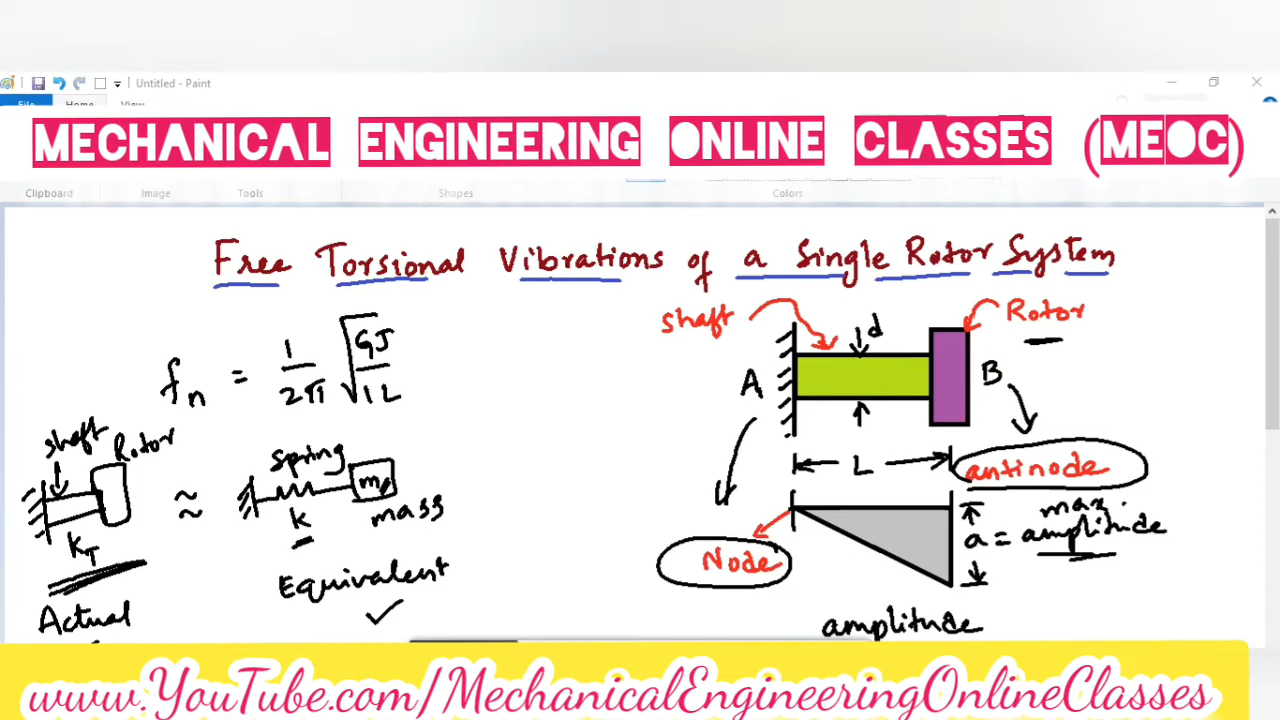 Untitled - Paint
File Home View
MECHANICAL ENGINEERING ONLINE CLASSES (MEOC)
Clipboard Image Tools Shapes Colors
Free Torsional Vibrations of a Single Rotor System
shaft
d
Rotor
fn = 1/2π √GJ/IL
A
B
shaft
Rotor
spring
m
k
mass
≈
KT
Equivalent
Actual
L
antinode
a = max. amplitude
Node
amplitude
www.YouTube.com/MechanicalEngineeringOnlineClasses